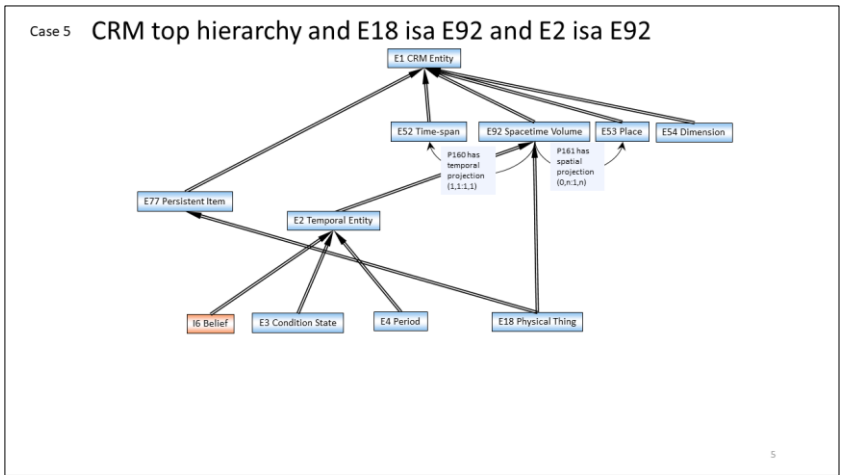 Case 5 CRM top hierarchy and E18 isa E92 and E2 isa E92
E1 CRM Entity
E52 Time-span
E92 Spacetime Volume
E53 Place
E54 Dimension
P160 has
temporal
projection
(1,1:1,1)
P161 has
spatial
projection
(0,n:1,n)
E77 Persistent Item
E2 Temporal Entity
I6 Belief
E3 Condition State
E4 Period
E18 Physical Thing
5